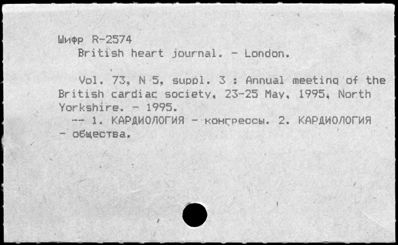 Шифр R-2574
British heart journal. - London.
Vol. 73, N 5, suppl. 3 : Annual meeting of the
British cardiac society, 23-25 May, 1995, North
Yorkshire. - 1995.
-- 1. КАРДИОЛОГИЯ - конгрессы. 2. КАРДИОЛОГИЯ
- общества.